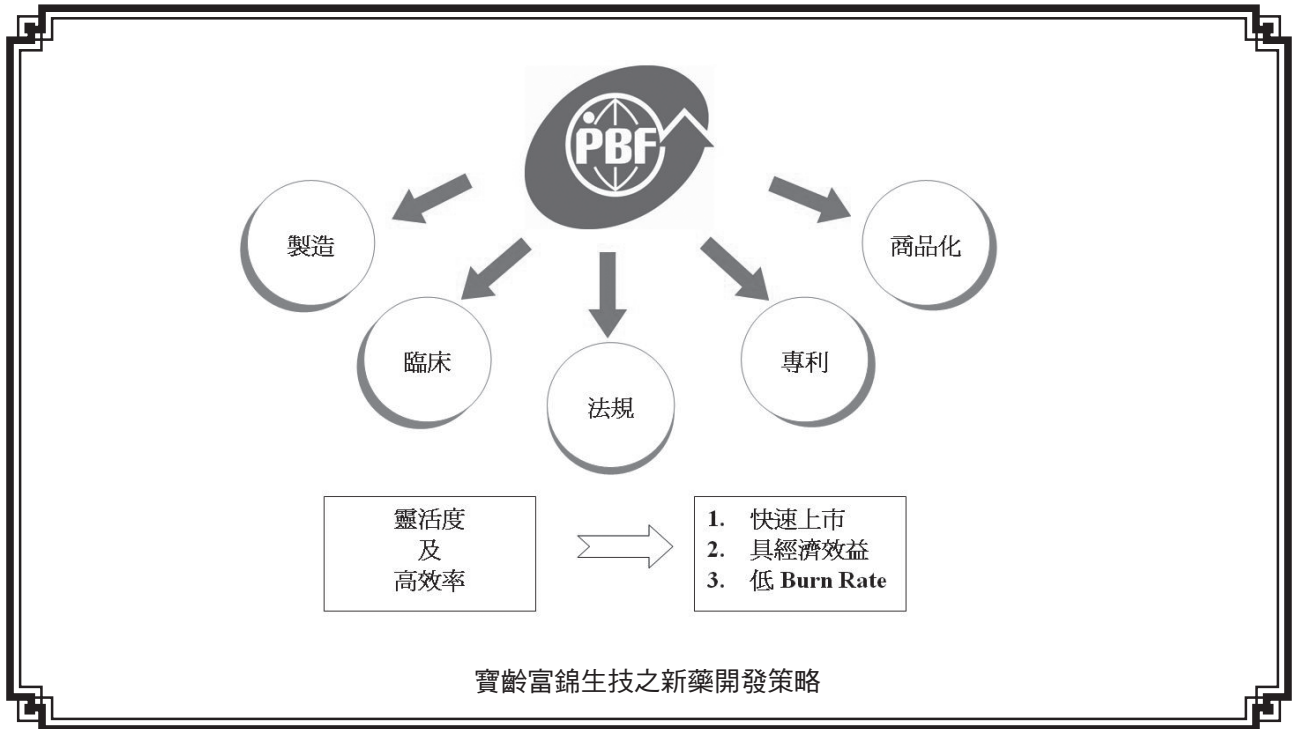 PBF
製造
商品化
臨床
專利
法規
靈活度
及
高效率
1. 快速上市
2. 具經濟效益
3. 低 Burn Rate
寶齡富錦生技之新藥開發策略